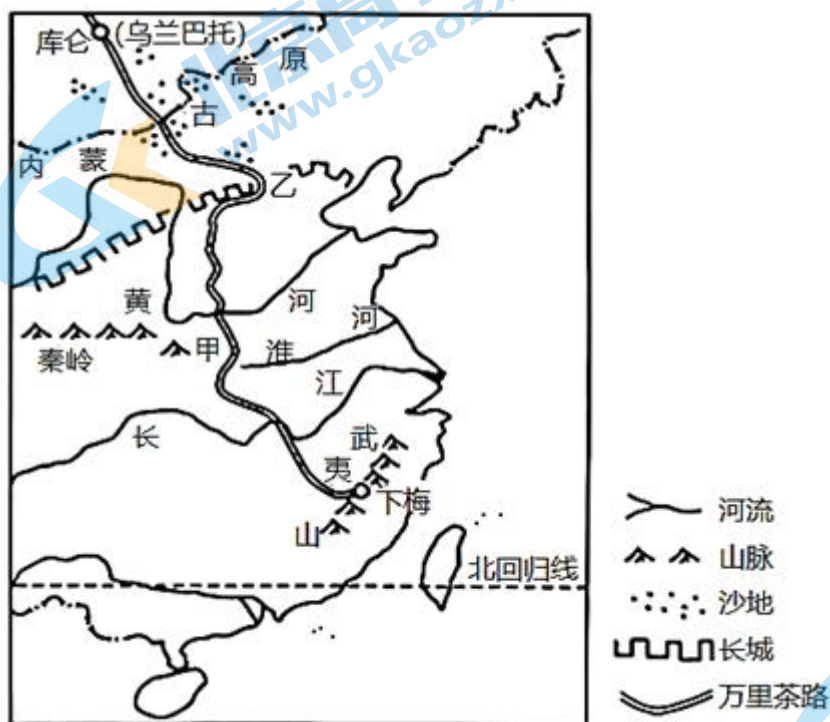 库仑
(乌兰巴托)
内蒙古高原
乙
黄河
秦岭
甲
淮河
长江
武夷山
下梅
北回归线
河流
山脉
沙地
长城
万里茶路
www.gkaozx